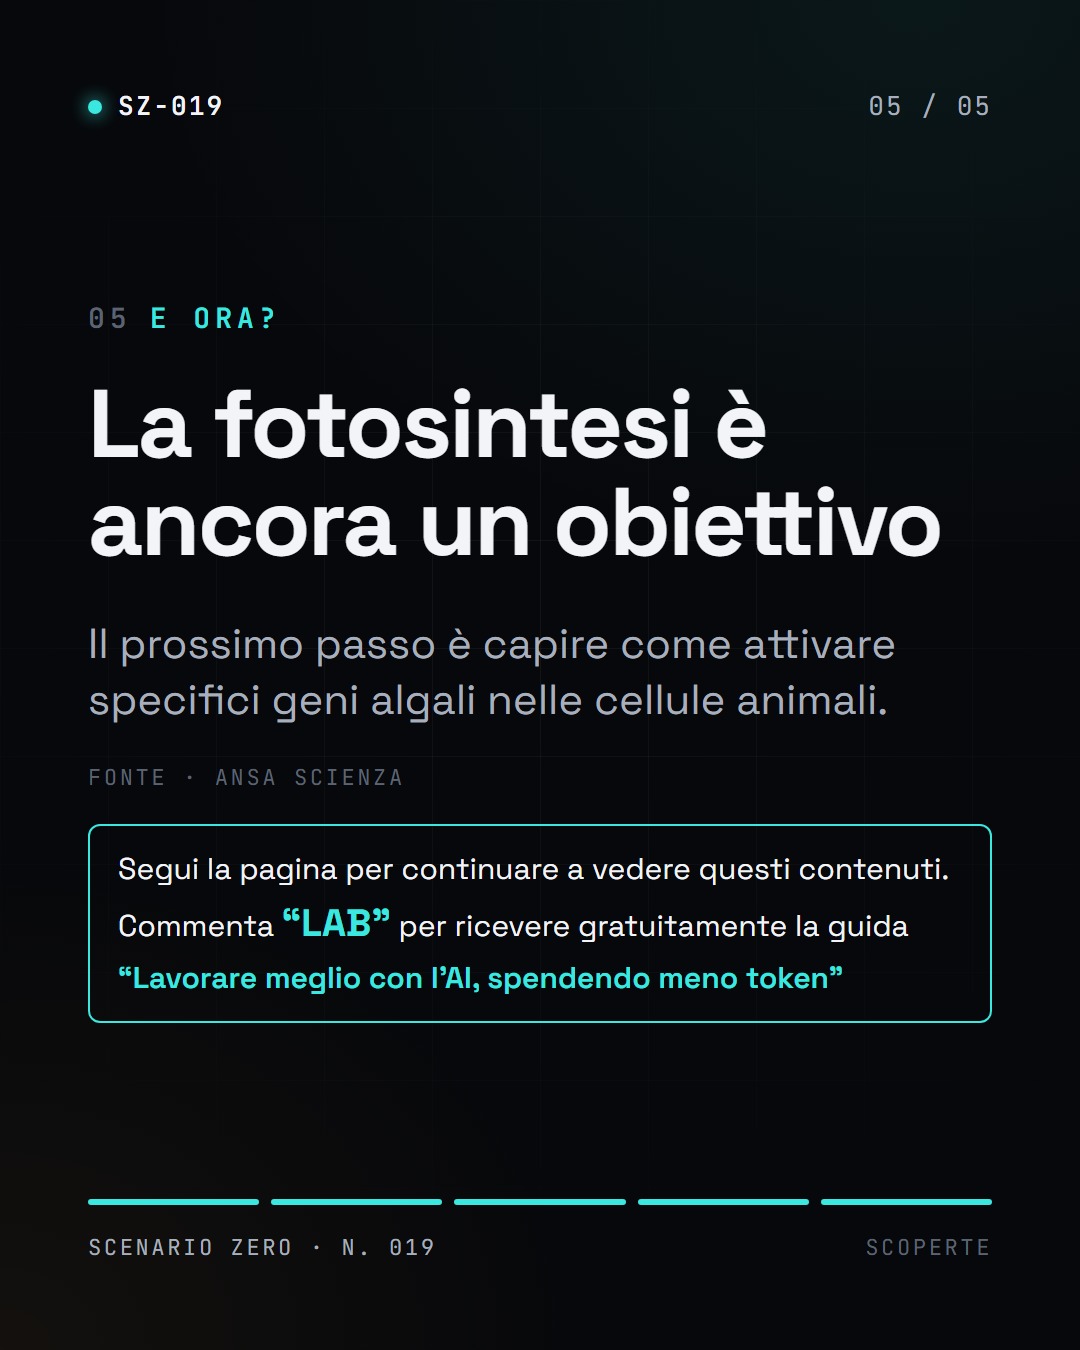 SZ-019
05 / 05
05 E ORA?
La fotosintesi è
ancora un obiettivo
Il prossimo passo è capire come attivare
specifici geni algali nelle cellule animali.
FONTE · ANSA SCIENZA
Segui la pagina per continuare a vedere questi contenuti.
Commenta “LAB” per ricevere gratuitamente la guida
“Lavorare meglio con l’AI, spendendo meno token”
SCENARIO ZERO · N. 019
SCOPERTE